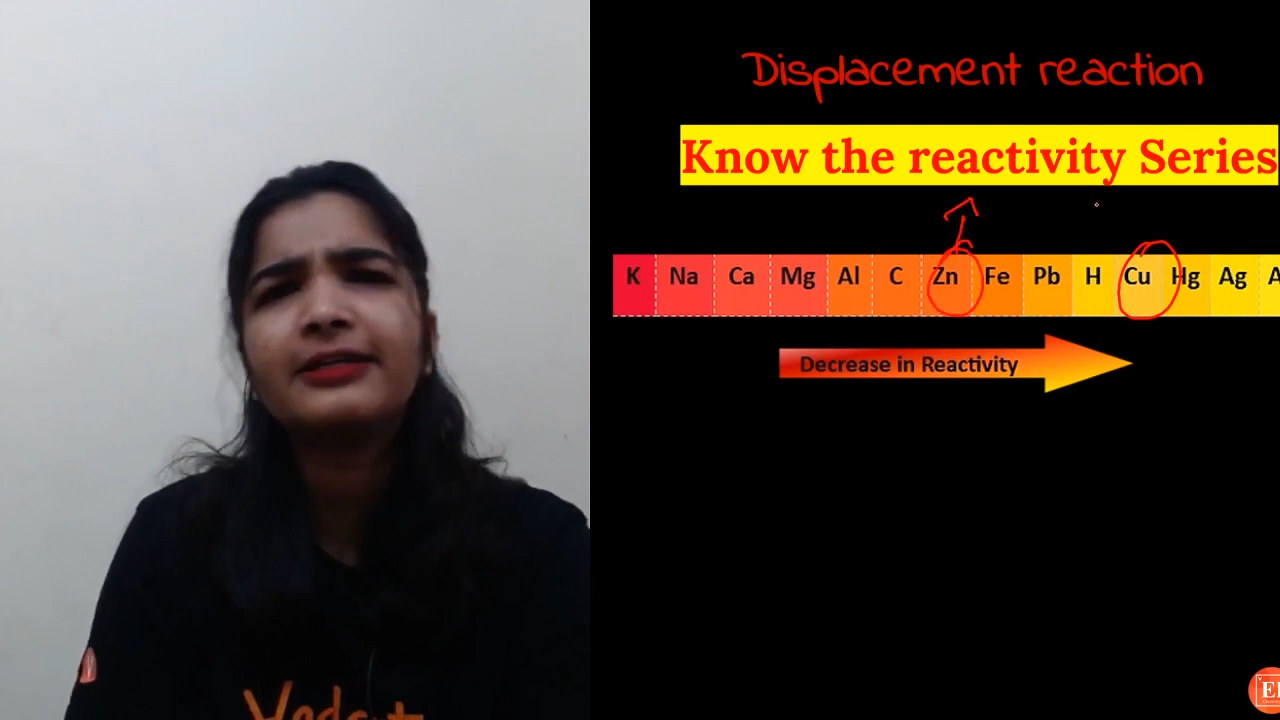 Displacement reaction
Know the reactivity Series
K Na Ca Mg Al C Zn Fe Pb H Cu Hg Ag
Decrease in Reactivity